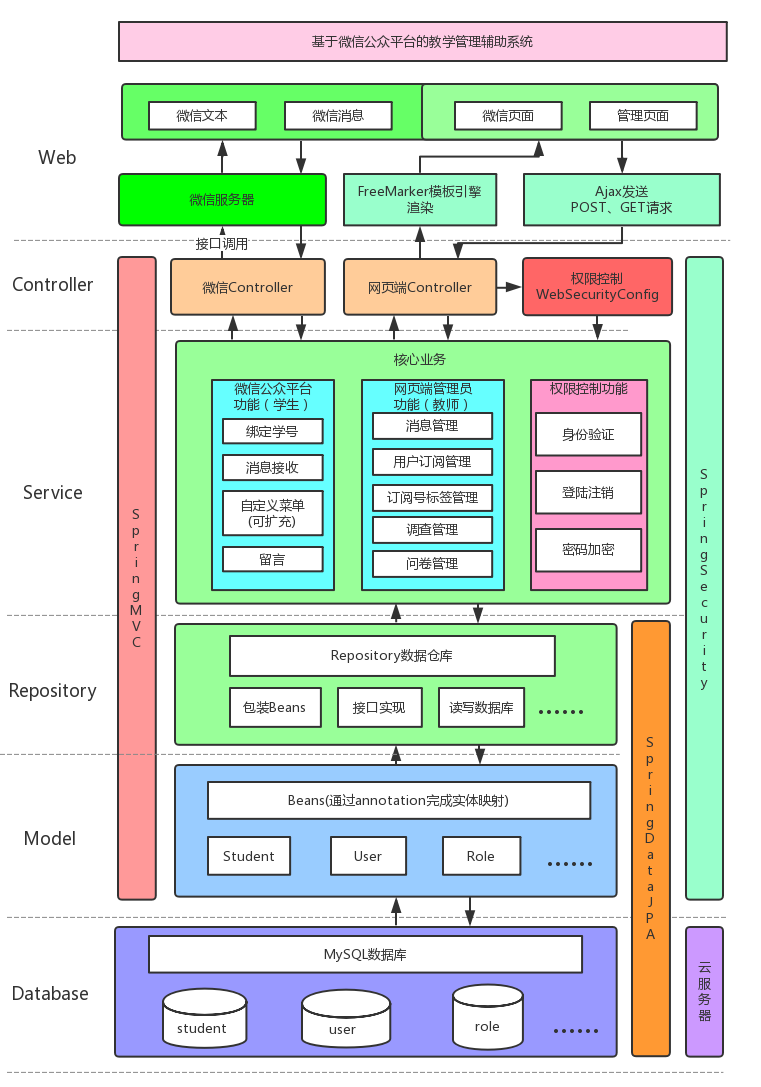 基于微信公众平台的教学管理辅助系统
Web
微信文本
微信消息
微信页面
管理页面
微信服务器
FreeMarker模板引擎
渲染
Ajax发送
POST、GET请求
接口调用
Controller
微信Controller
网页端Controller
权限控制
WebSecurityConfig
Service
核心业务
微信公众平台
功能（学生）
绑定学号
消息接收
自定义菜单
(可扩充)
留言
网页端管理员
功能（教师）
消息管理
用户订阅管理
订阅号标签管理
调查管理
问卷管理
权限控制功能
身份验证
登陆注销
密码加密
SpringMVC
SpringSecurity
Repository
Repository数据仓库
包装Beans
接口实现
读写数据库
……
SpringDataJPA
Model
Beans(通过annotation完成实体映射)
Student
User
Role
……
Database
MySQL数据库
student
user
role
……
云服务器